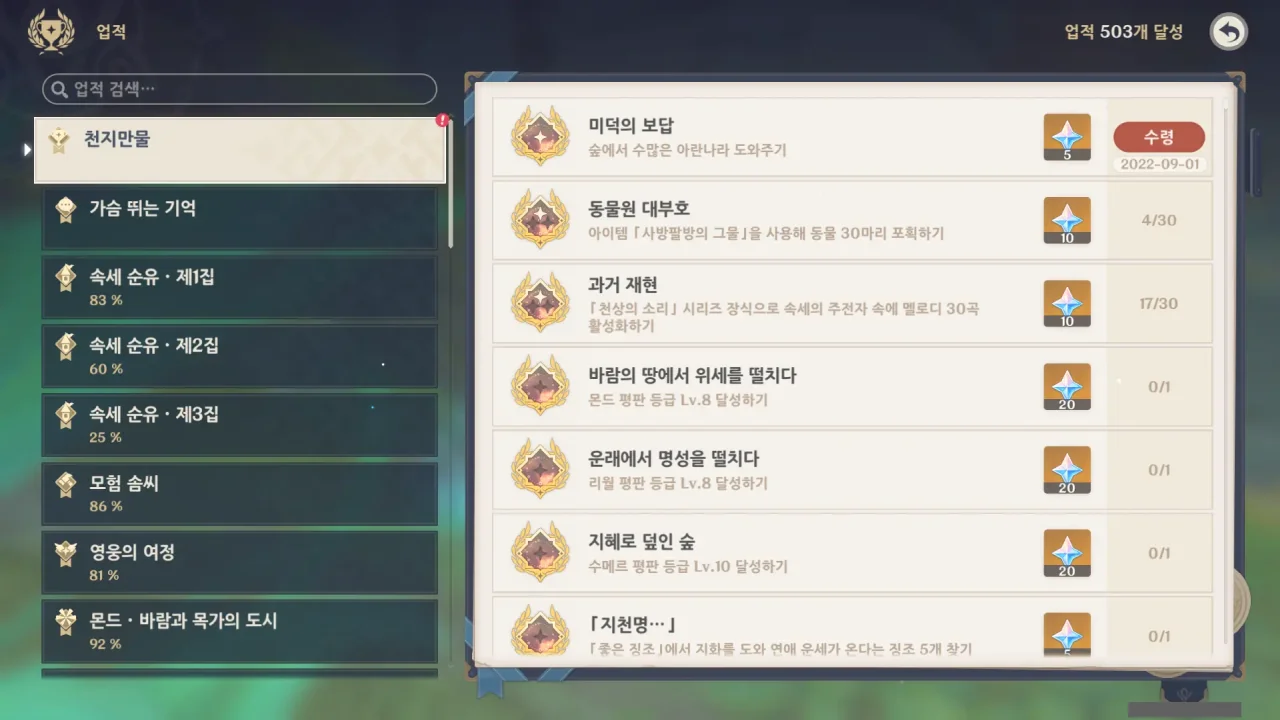 업적
업적 503개 달성
업적 검색…
천지만물
가슴 뛰는 기억
속세 순유 · 제1집
83 %
속세 순유 · 제2집
60 %
속세 순유 · 제3집
25 %
모험 솜씨
86 %
영웅의 여정
81 %
몬드 · 바람과 목가의 도시
92 %
미덕의 보답
숲에서 수많은 아란나라 도와주기
5
수령
2022-09-01
동물원 대부호
아이템 「사방팔방의 그물」을 사용해 동물 30마리 포획하기
10
4/30
과거 재현
「천상의 소리」 시리즈 장식으로 속세의 주전자 속에 멜로디 30곡
활성화하기
10
17/30
바람의 땅에서 위세를 떨치다
몬드 평판 등급 Lv.8 달성하기
20
0/1
운래에서 명성을 떨치다
리월 평판 등급 Lv.8 달성하기
20
0/1
지혜로 덮인 숲
수메르 평판 등급 Lv.10 달성하기
20
0/1
「지천명…」
「좋은 징조」에서 지화를 도와 연애 운세가 온다는 징조 5개 찾기
5
0/1